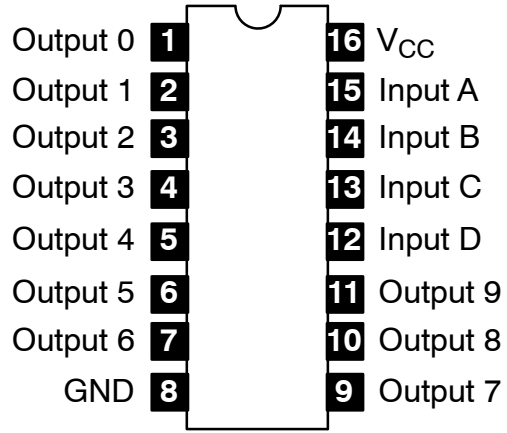 Output 0 1 16 VCC
Output 1 2 15 Input A
Output 2 3 14 Input B
Output 3 4 13 Input C
Output 4 5 12 Input D
Output 5 6 11 Output 9
Output 6 7 10 Output 8
GND 8 9 Output 7